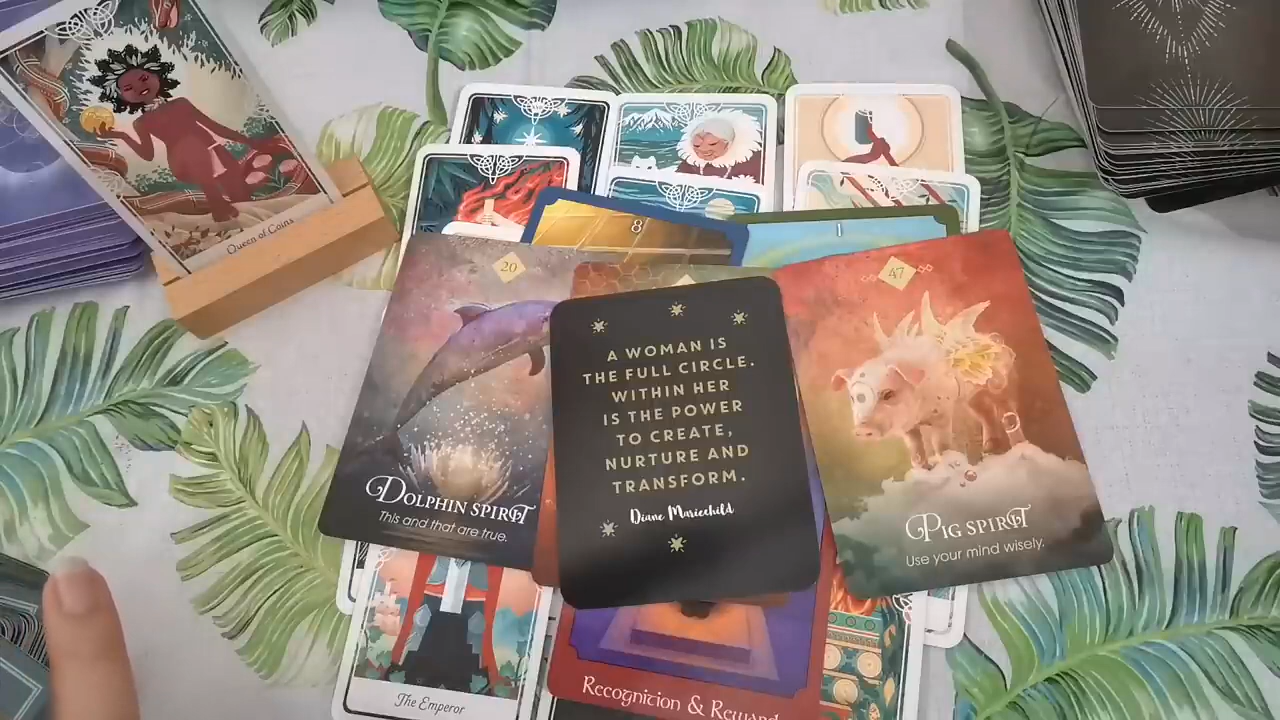 Queen of Coins
8
1
20
47
A WOMAN IS
THE FULL CIRCLE.
WITHIN HER
IS THE POWER
TO CREATE,
NURTURE AND
TRANSFORM.
Diane Mariechild
DOLPHIN SPIRIT
This and that are true.
PIG SPIRIT
Use your mind wisely.
The Emperor
Recognition & Reward